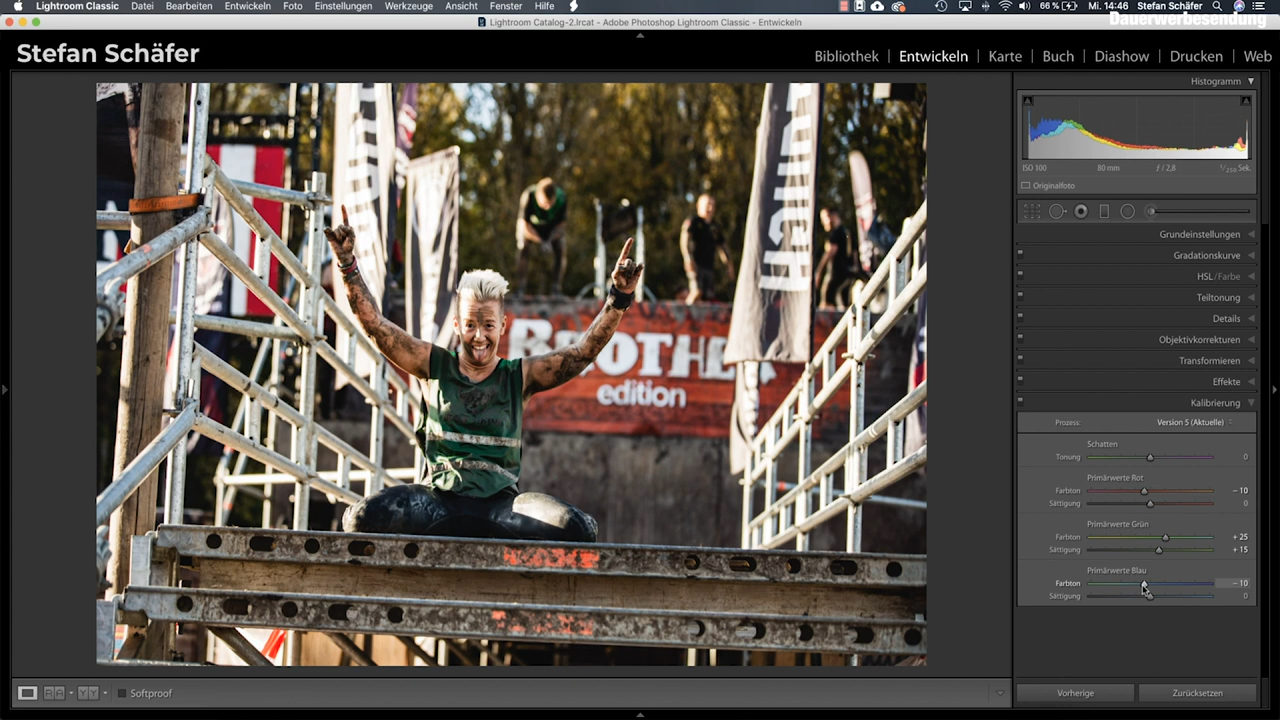 Lightroom Classic Datei Bearbeiten Entwickeln Foto Einstellungen Werkzeuge Ansicht Fenster Hilfe 66 % Mi. 14:46 Stefan Schäfer
Dauerwerbesendung
Lightroom Catalog-2.lrcat - Adobe Photoshop Lightroom Classic - Entwickeln
Stefan Schäfer
Bibliothek | Entwickeln | Karte | Buch | Diashow | Drucken | Web
Histogramm
ISO 100 80 mm ƒ / 2,8 1/250 Sek.
Originalfoto
Grundeinstellungen
Gradationskurve
HSL / Farbe
Teiltonung
Details
Objektivkorrekturen
Transformieren
Effekte
Kalibrierung
Prozess: Version 5 (Aktuelle)
Schatten
Tonung 0
Primärwerte Rot
Farbton – 10
Sättigung 0
Primärwerte Grün
Farbton + 25
Sättigung + 15
Primärwerte Blau
Farbton – 10
Sättigung 0
BROTHE
edition
Softproof
Vorherige Zurücksetzen